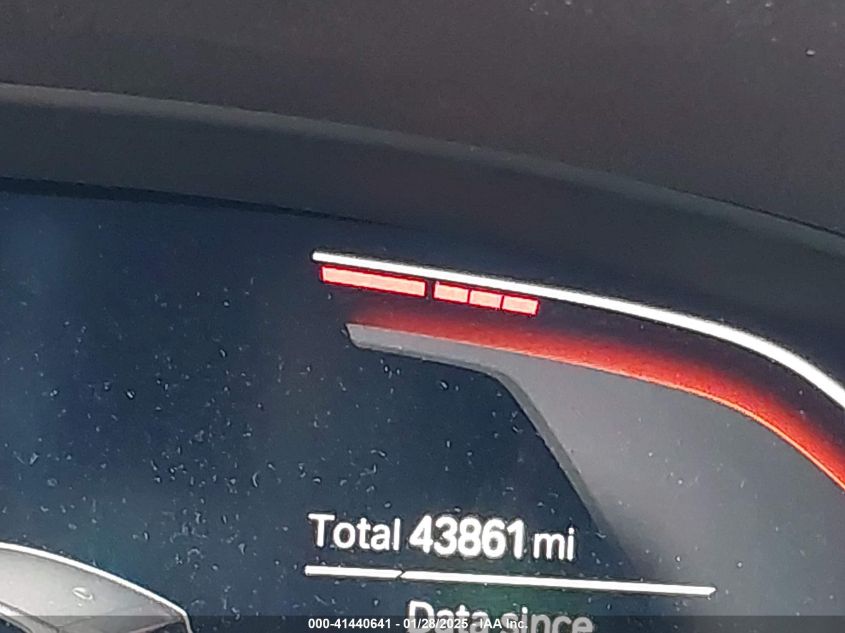 Total 43861 mi
Data since
000-41440641 - 01/28/2025 - IAA Inc.